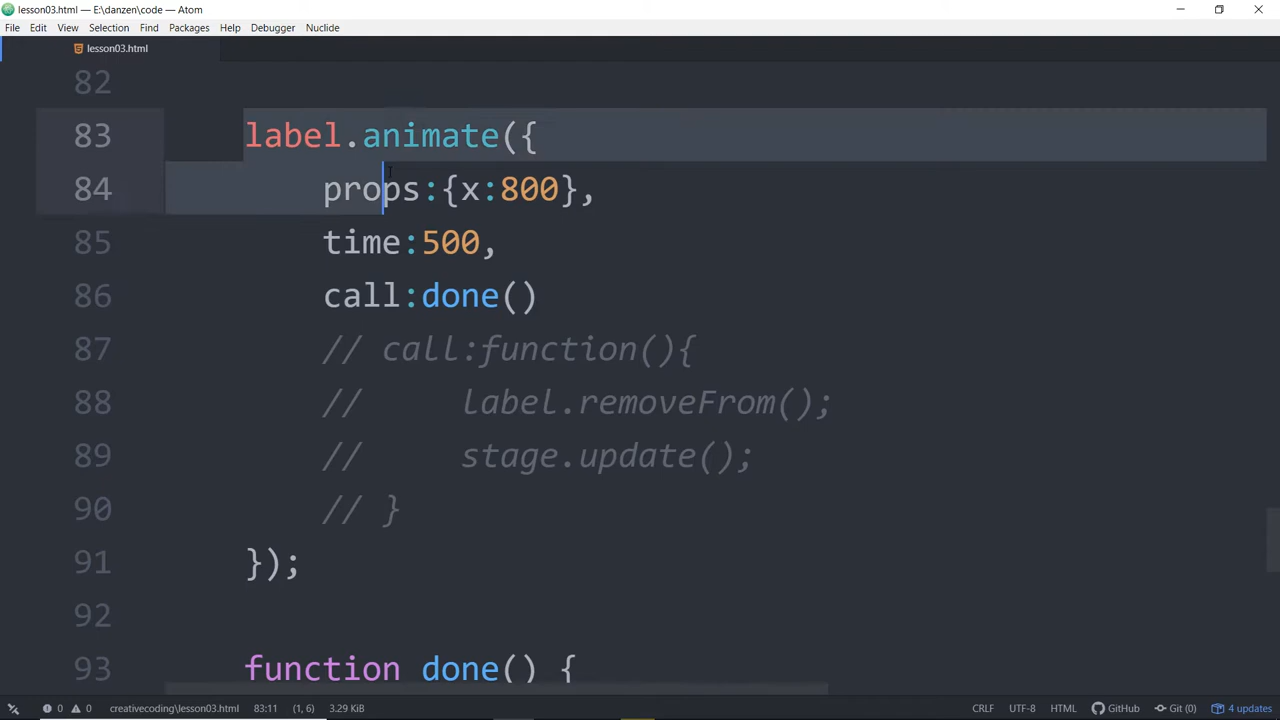 lesson03.html — E:\danzen\code — Atom
File Edit View Selection Find Packages Help Debugger Nuclide
lesson03.html
82
83 label.animate({
84 props:{x:800},
85 time:500,
86 call:done()
87 // call:function(){
88 // label.removeFrom();
89 // stage.update();
90 // }
91 });
92
93 function done() {
0 0 creativecoding\lesson03.html 83:11 (1, 6) 3.29 KiB CRLF UTF-8 HTML GitHub Git (0) 4 updates